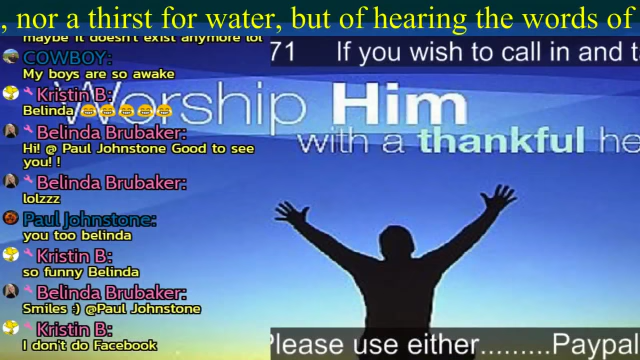 , nor a thirst for water, but of hearing the words of
maybe it doesn't exist anymore lol
71 If you wish to call in and t
COWBOY:
My boys are so awake
Kristin B:
Belinda 😂😂😂😂😂
Worship Him
with a thankful he
Belinda Brubaker:
Hi! @ Paul Johnstone Good to see
you! !
Belinda Brubaker:
lolzzz
Paul Johnstone:
you too belinda
Kristin B:
so funny Belinda
Belinda Brubaker:
Smiles :) @Paul Johnstone
Kristin B:
I don't do Facebook
Please use either.........Paypal